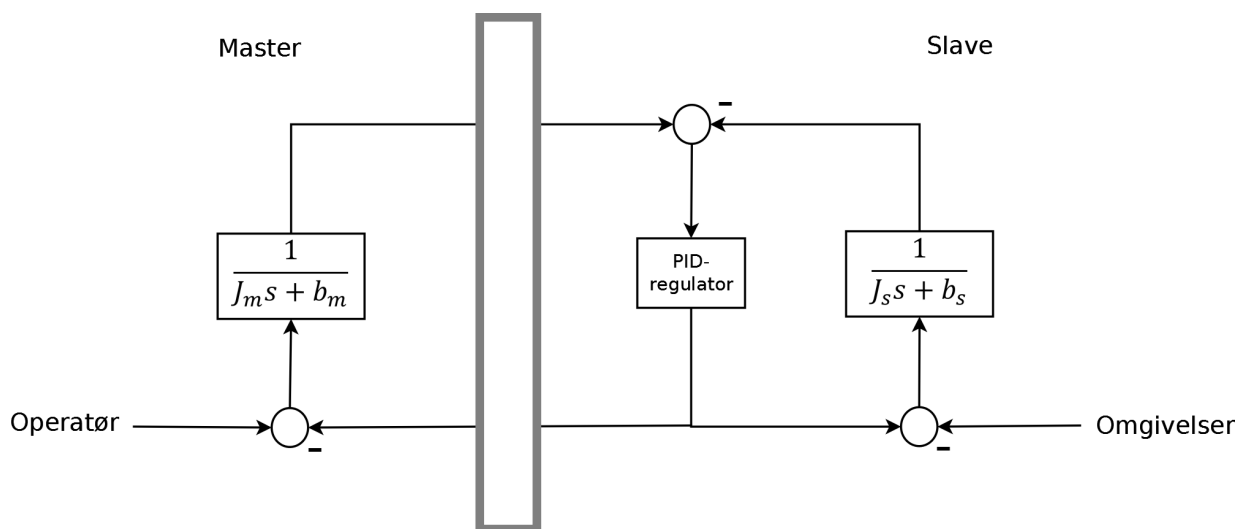 Master
Slave
-
1
J_m s + b_m
PID-
regulator
1
J_s s + b_s
Operatør
-
-
Omgivelser